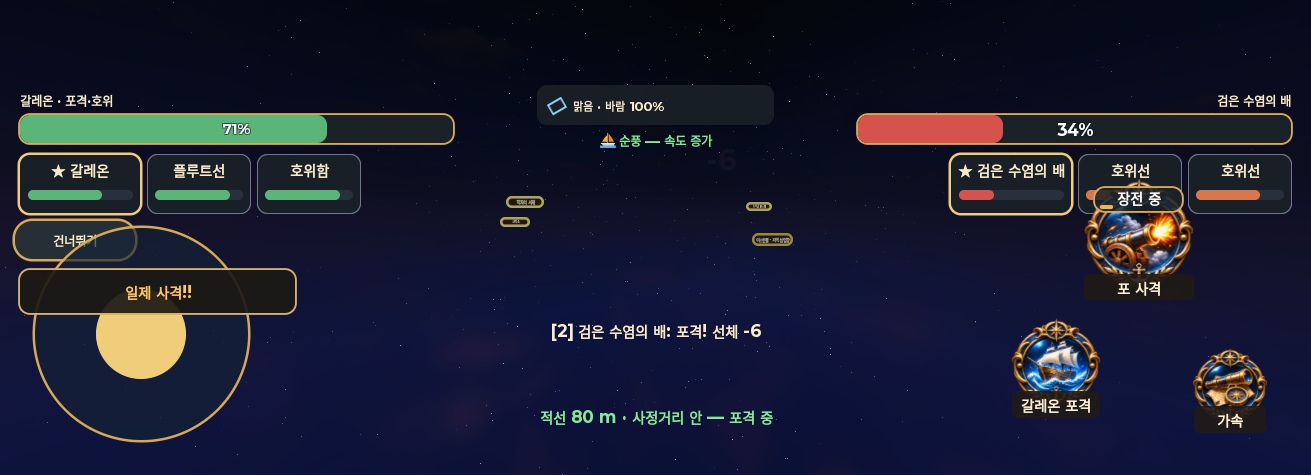 갈레온 · 포격·호위
71%
★ 갈레온
플루트선
호위함
건너뛰기
일제 사격!!
맑음 · 바람 100%
순풍 — 속도 증가
-6
[2] 검은 수염의 배: 포격! 선체 -6
적선 80 m · 사정거리 안 — 포격 중
검은 수염의 배
34%
★ 검은 수염의 배
호위선
호위선
장전 중
포 사격
갈레온 포격
가속